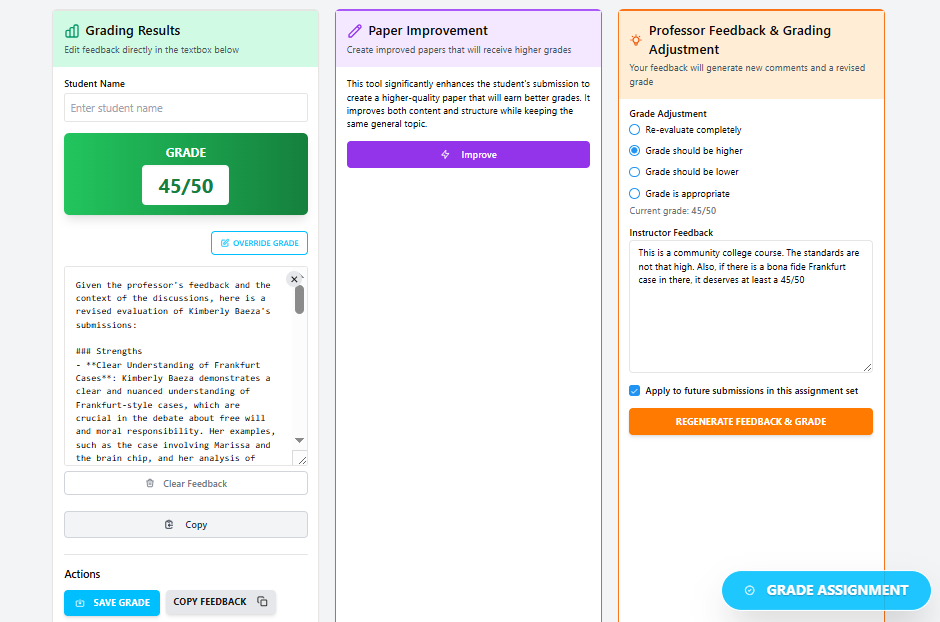 Grading Results
Edit feedback directly in the textbox below
Student Name
Enter student name
GRADE
45/50
OVERRIDE GRADE
Given the professor's feedback and the
context of the discussions, here is a
revised evaluation of Kimberly Baeza's
submissions:
### Strengths
- **Clear Understanding of Frankfurt
Cases**: Kimberly Baeza demonstrates a
clear and nuanced understanding of
Frankfurt-style cases, which are
crucial in the debate about free will
and moral responsibility. Her examples,
such as the case involving Marissa and
the brain chip, and her analysis of
Clear Feedback
Copy
Actions
SAVE GRADE
COPY FEEDBACK
Paper Improvement
Create improved papers that will receive higher grades
This tool significantly enhances the student's submission to
create a higher-quality paper that will earn better grades. It
improves both content and structure while keeping the
same general topic.
Improve
Professor Feedback & Grading
Adjustment
Your feedback will generate new comments and a revised
grade
Grade Adjustment
Re-evaluate completely
Grade should be higher
Grade should be lower
Grade is appropriate
Current grade: 45/50
Instructor Feedback
This is a community college course. The standards are
not that high. Also, if there is a bona fide Frankfurt
case in there, it deserves at least a 45/50
Apply to future submissions in this assignment set
REGENERATE FEEDBACK & GRADE
GRADE ASSIGNMENT